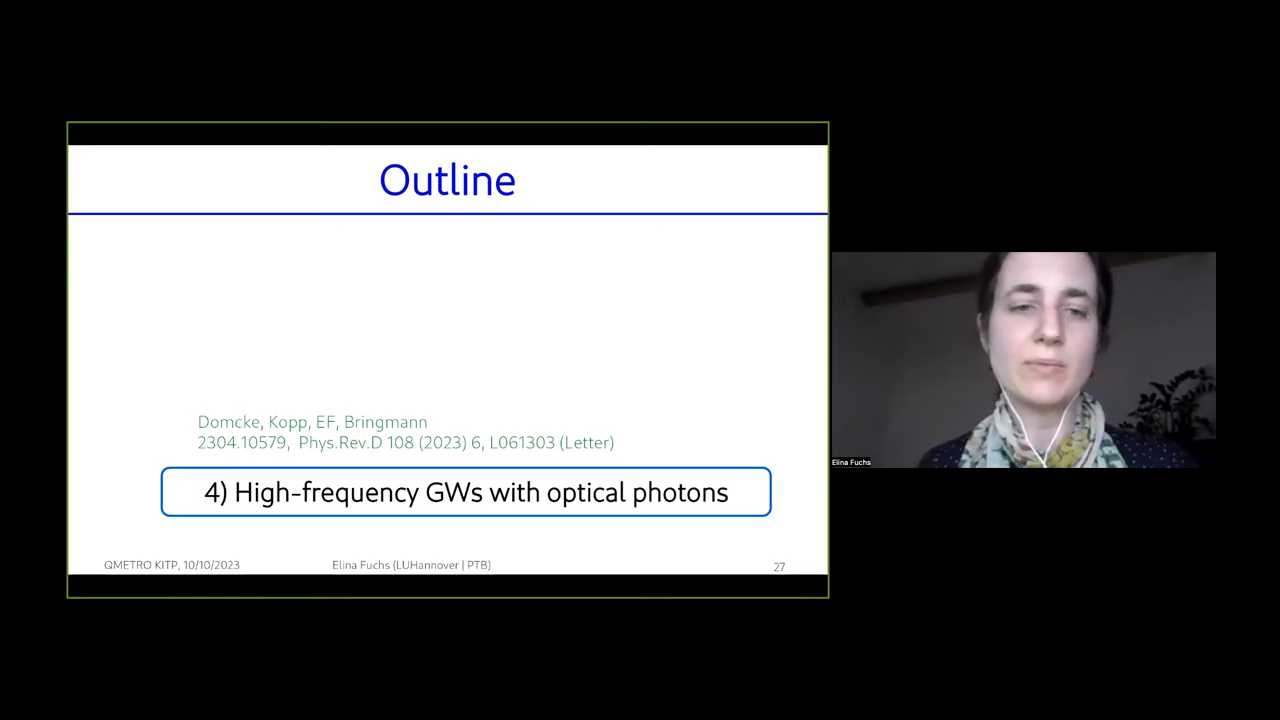 Outline
Domcke, Kopp, EF, Bringmann
2304.10579, Phys.Rev.D 108 (2023) 6, L061303 (Letter)
4) High-frequency GWs with optical photons
QMETRO KITP, 10/10/2023
Elina Fuchs (LUHannover | PTB)
27
Elina Fuchs